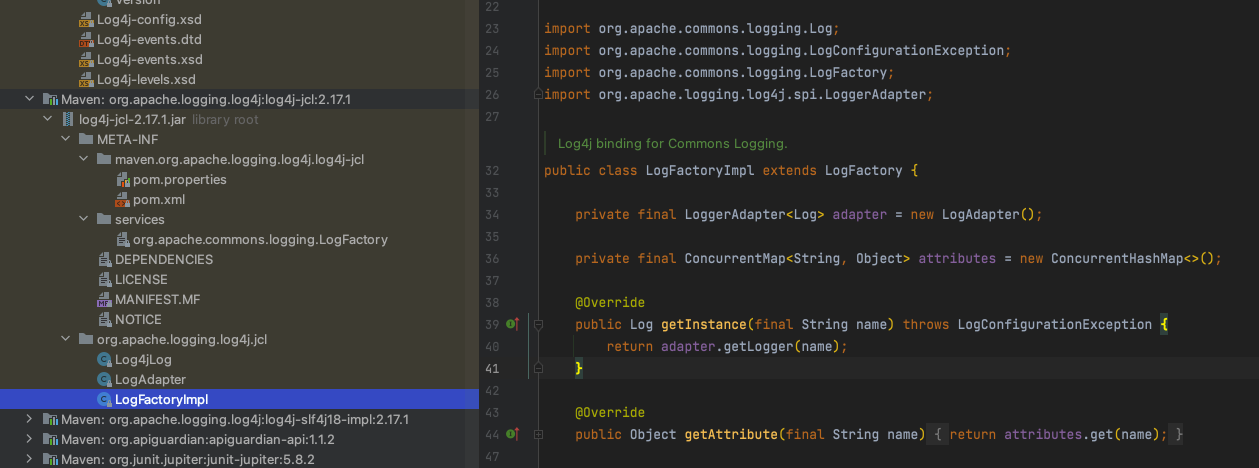 Version
Log4j-config.xsd
Log4j-events.dtd
Log4j-events.xsd
Log4j-levels.xsd
Maven: org.apache.logging.log4j:log4j-jcl:2.17.1
log4j-jcl-2.17.1.jar library root
META-INF
maven.org.apache.logging.log4j.log4j-jcl
pom.properties
pom.xml
services
org.apache.commons.logging.LogFactory
DEPENDENCIES
LICENSE
MANIFEST.MF
NOTICE
org.apache.logging.log4j.jcl
Log4jLog
LogAdapter
LogFactoryImpl
Maven: org.apache.logging.log4j:log4j-slf4j18-impl:2.17.1
Maven: org.apiguardian:apiguardian-api:1.1.2
Maven: org.junit.jupiter:junit-jupiter:5.8.2
22
23 import org.apache.commons.logging.Log;
24 import org.apache.commons.logging.LogConfigurationException;
25 import org.apache.commons.logging.LogFactory;
26 import org.apache.logging.log4j.spi.LoggerAdapter;
27
Log4j binding for Commons Logging.
32 public class LogFactoryImpl extends LogFactory {
33
34 private final LoggerAdapter<Log> adapter = new LogAdapter();
35
36 private final ConcurrentMap<String, Object> attributes = new ConcurrentHashMap<>();
37
38 @Override
39 public Log getInstance(final String name) throws LogConfigurationException {
40 return adapter.getLogger(name);
41 }
42
43 @Override
44 public Object getAttribute(final String name) { return attributes.get(name); }
47